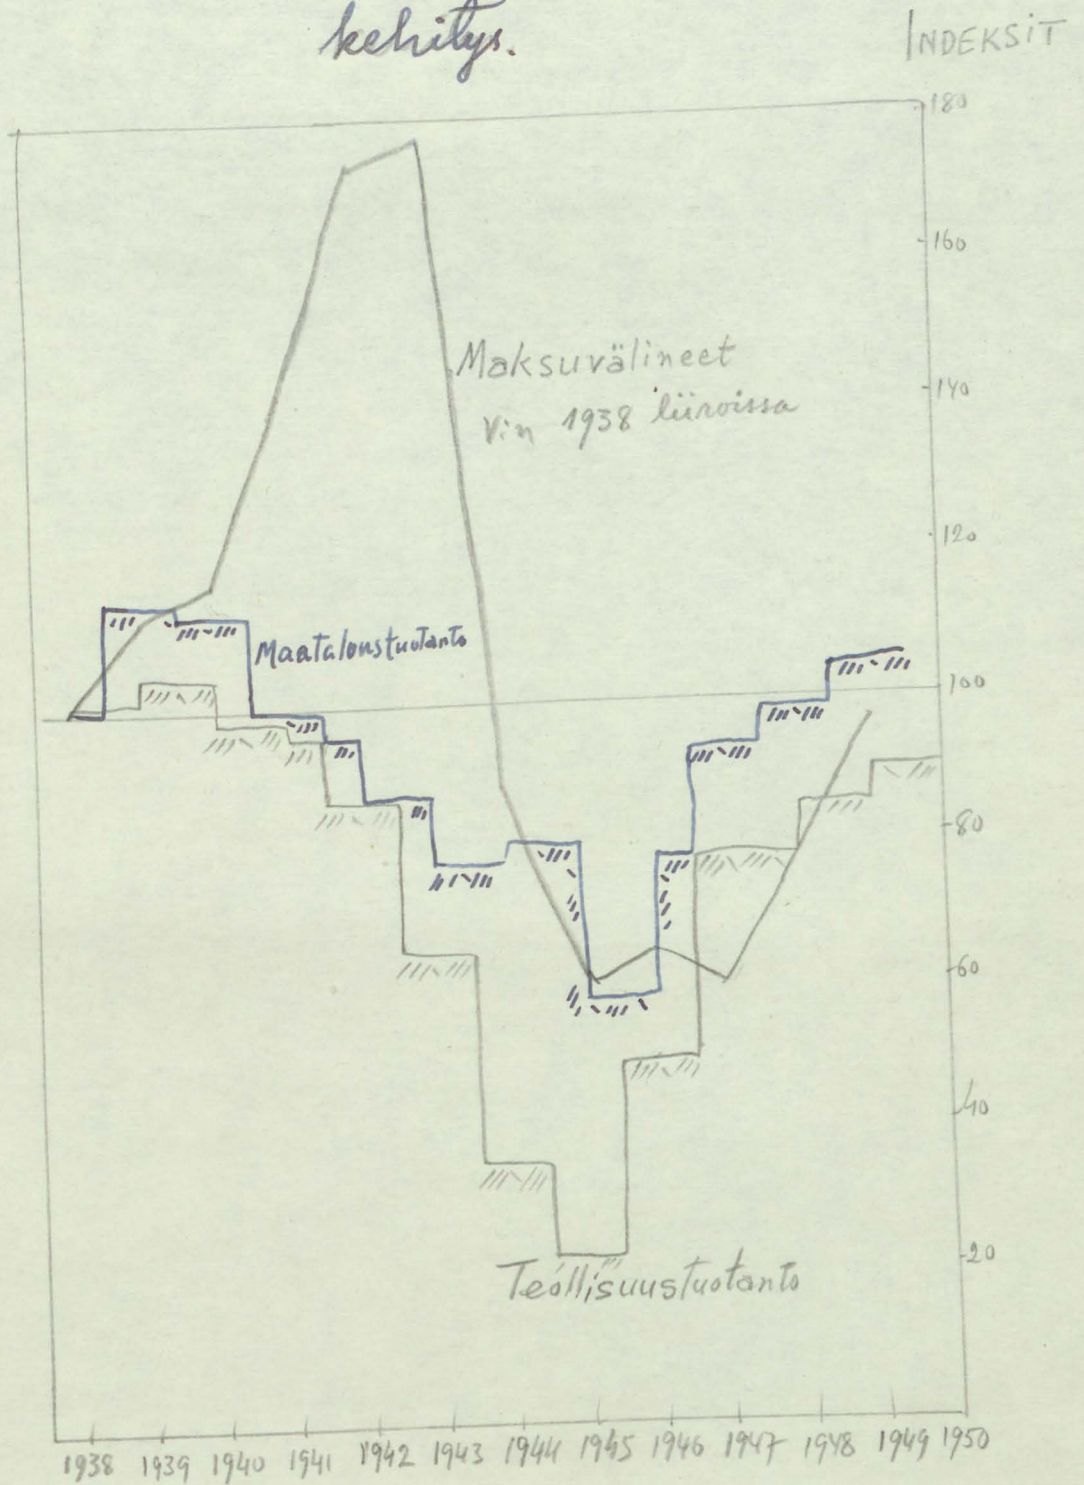 kehitys.
INDEKSIT
180
160
Maksuvälineet
V:n 1938 liiroissa
140
120
Maataloustuotanto
100
80
60
40
20
Teollisuustuotanto
1938 1939 1940 1941 1942 1943 1944 1945 1946 1947 1948 1949 1950